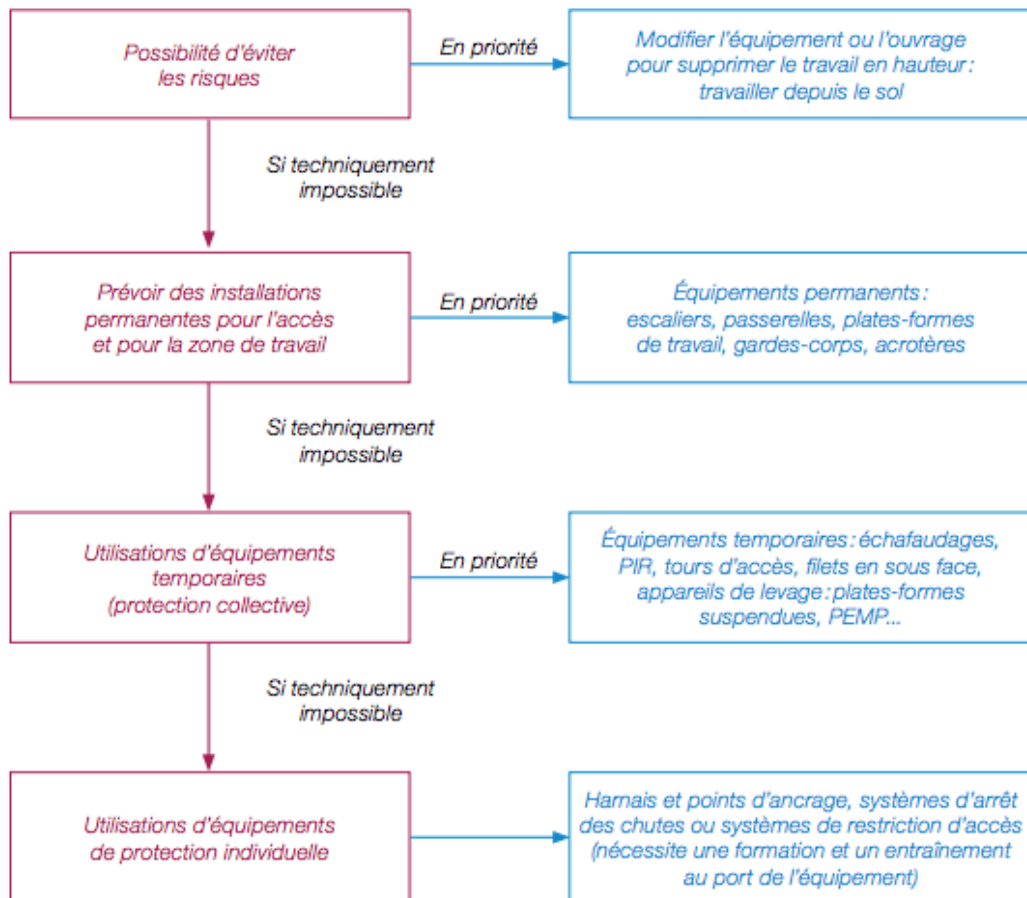 Possibilité d'éviter
les risques
En priorité
Modifier l'équipement ou l'ouvrage
pour supprimer le travail en hauteur :
travailler depuis le sol
Si techniquement
impossible
Prévoir des installations
permanentes pour l'accès
et pour la zone de travail
En priorité
Équipements permanents :
escaliers, passerelles, plates-formes
de travail, gardes-corps, acrotères
Si techniquement
impossible
Utilisations d'équipements
temporaires
(protection collective)
En priorité
Équipements temporaires : échafaudages,
PIR, tours d'accès, filets en sous face,
appareils de levage : plates-formes
suspendues, PEMP...
Si techniquement
impossible
Utilisations d'équipements
de protection individuelle
Harnais et points d'ancrage, systèmes d'arrêt
des chutes ou systèmes de restriction d'accès
(nécessite une formation et un entraînement
au port de l'équipement)